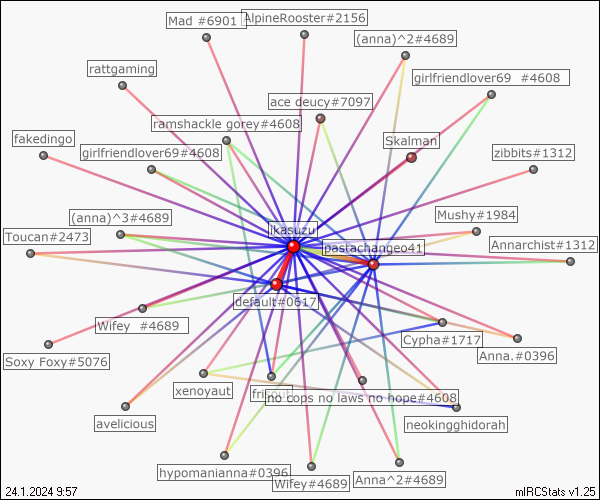 Mad #6901
AlpineRooster#2156
(anna)^2#4689
rattgaming
girlfriendlover69 #4608
ace deucy#7097
ramshackle gorey#4608
Skalman
fakedingo
girlfriendlover69#4608
zibbits#1312
(anna)^3#4689
Mushy#1984
Toucan#2473
ikasuzu
pastachangeo41
Annarchist#1312
default#0617
Wifey #4689
Cypha#1717
Soxy Foxy#5076
Anna.#0396
xenoyaut
no cops no laws no hope#4608
avelicious
neokingghidorah
hypomanianna#0396
Wifey#4689
Anna^2#4689
24.1.2024 9:57
mIRCStats v1.25